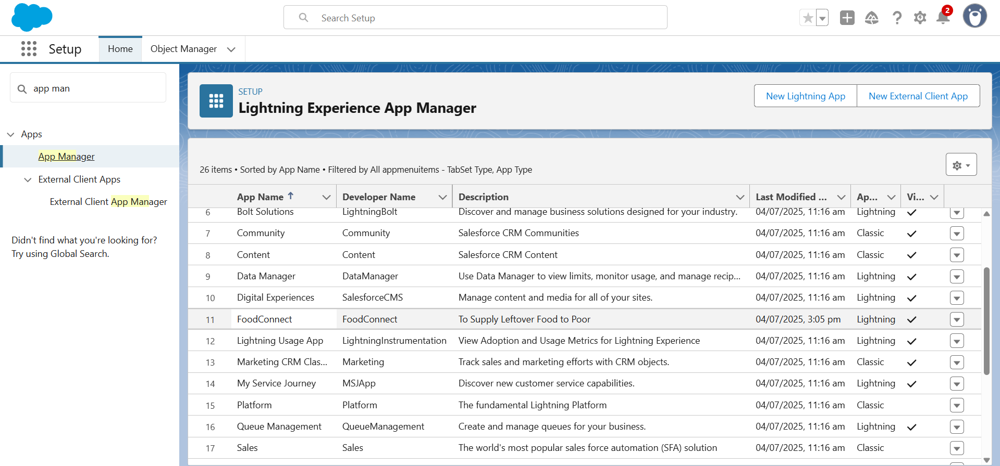 Search Setup
2
Setup
Home
Object Manager
app man
Apps
App Manager
External Client Apps
External Client App Manager
Didn't find what you're looking for?
Try using Global Search.
SETUP
Lightning Experience App Manager
New Lightning App
New External Client App
26 items • Sorted by App Name • Filtered by All appmenuitems - TabSet Type, App Type
App Name Developer Name Description Last Modified ... Ap... Vi...
6 Bolt Solutions LightningBolt Discover and manage business solutions designed for your industry. 04/07/2025, 11:16 am Lightning
7 Community Community Salesforce CRM Communities 04/07/2025, 11:16 am Classic
8 Content Content Salesforce CRM Content 04/07/2025, 11:16 am Classic
9 Data Manager DataManager Use Data Manager to view limits, monitor usage, and manage recip... 04/07/2025, 11:16 am Lightning
10 Digital Experiences SalesforceCMS Manage content and media for all of your sites. 04/07/2025, 11:16 am Lightning
11 FoodConnect FoodConnect To Supply Leftover Food to Poor 04/07/2025, 3:05 pm Lightning
12 Lightning Usage App LightningInstrumentation View Adoption and Usage Metrics for Lightning Experience 04/07/2025, 11:16 am Lightning
13 Marketing CRM Clas... Marketing Track sales and marketing efforts with CRM objects. 04/07/2025, 11:16 am Classic
14 My Service Journey MSJApp Discover new customer service capabilities. 04/07/2025, 11:16 am Lightning
15 Platform Platform The fundamental Lightning Platform 04/07/2025, 11:16 am Classic
16 Queue Management QueueManagement Create and manage queues for your business. 04/07/2025, 11:16 am Lightning
17 Sales Sales The world's most popular sales force automation (SFA) solution 04/07/2025, 11:16 am Classic